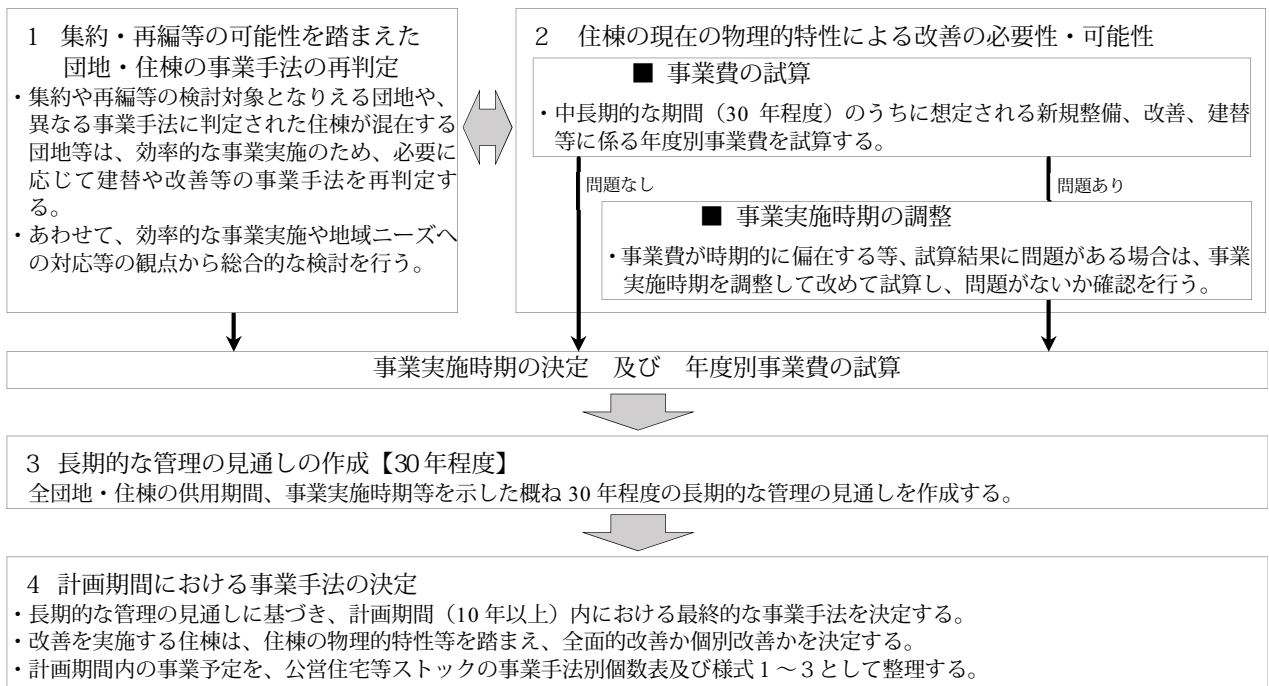 1 集約・再編等の可能性を踏まえた
団地・住棟の事業手法の再判定
・集約や再編等の検討対象となりえる団地や、
異なる事業手法に判定された住棟が混在する
団地等は、効率的な事業実施のため、必要に
応じて建替や改善等の事業手法を再判定す
る。
・あわせて、効率的な事業実施や地域ニーズへ
の対応等の観点から総合的な検討を行う。
2 住棟の現在の物理的特性による改善の必要性・可能性
■ 事業費の試算
・中長期的な期間（30 年程度）のうちに想定される新規整備、改善、建替
等に係る年度別事業費を試算する。
問題なし
問題あり
■ 事業実施時期の調整
・事業費が時期的に偏在する等、試算結果に問題がある場合は、事業
実施時期を調整して改めて試算し、問題がないか確認を行う。
事業実施時期の決定 及び 年度別事業費の試算
3 長期的な管理の見通しの作成【30年程度】
全団地・住棟の供用期間、事業実施時期等を示した概ね 30 年程度の長期的な管理の見通しを作成する。
4 計画期間における事業手法の決定
・長期的な管理の見通しに基づき、計画期間（10 年以上）内における最終的な事業手法を決定する。
・改善を実施する住棟は、住棟の物理的特性等を踏まえ、全面的改善か個別改善かを決定する。
・計画期間内の事業予定を、公営住宅等ストックの事業手法別個数表及び様式１～３として整理する。